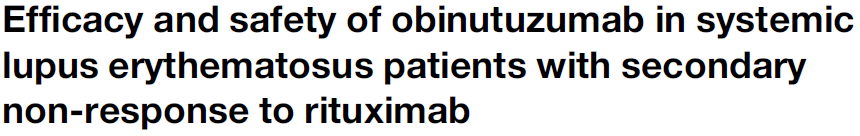 Efficacy and safety of obinutuzumab in systemic
lupus erythematosus patients with secondary
non-response to rituximab